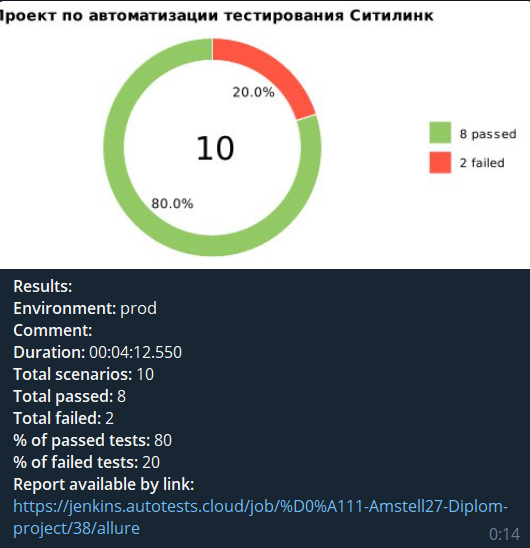 Проект по автоматизации тестирования Ситилинк
20.0%
10
80.0%
8 passed
2 failed
Results:
Environment: prod
Comment:
Duration: 00:04:12.550
Total scenarios: 10
Total passed: 8
Total failed: 2
% of passed tests: 80
% of failed tests: 20
Report available by link:
https://jenkins.autotests.cloud/job/%D0%A111-Amstell27-Diplom-
project/38/allure
0:14